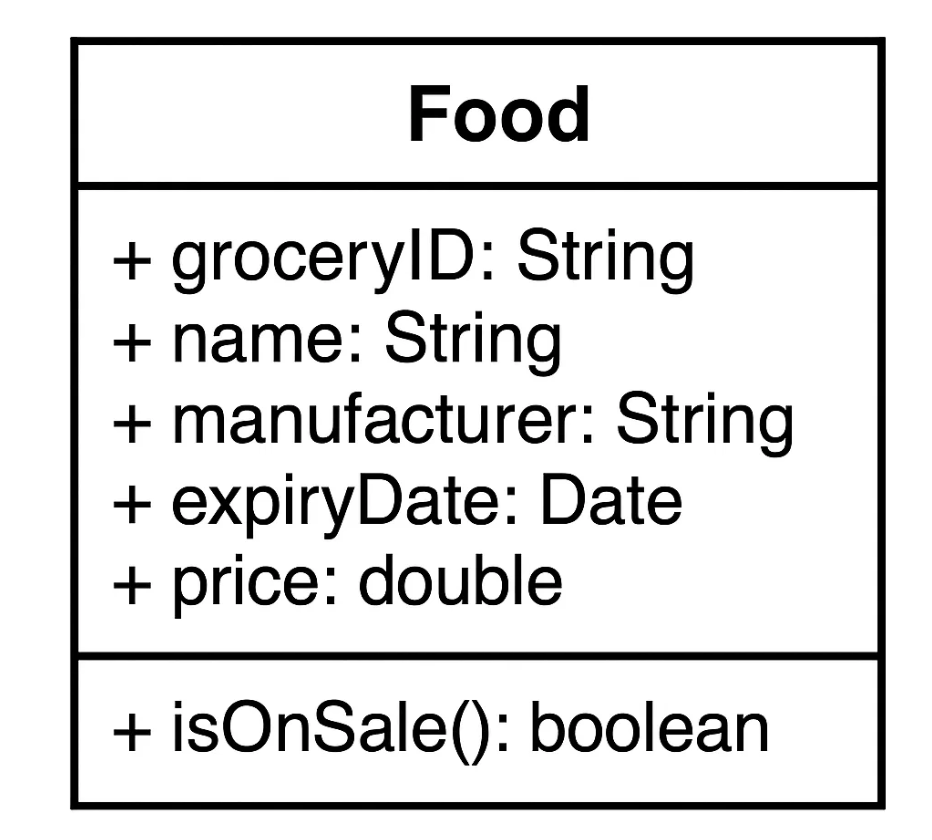 Food
+ groceryID: String
+ name: String
+ manufacturer: String
+ expiryDate: Date
+ price: double
+ isOnSale(): boolean